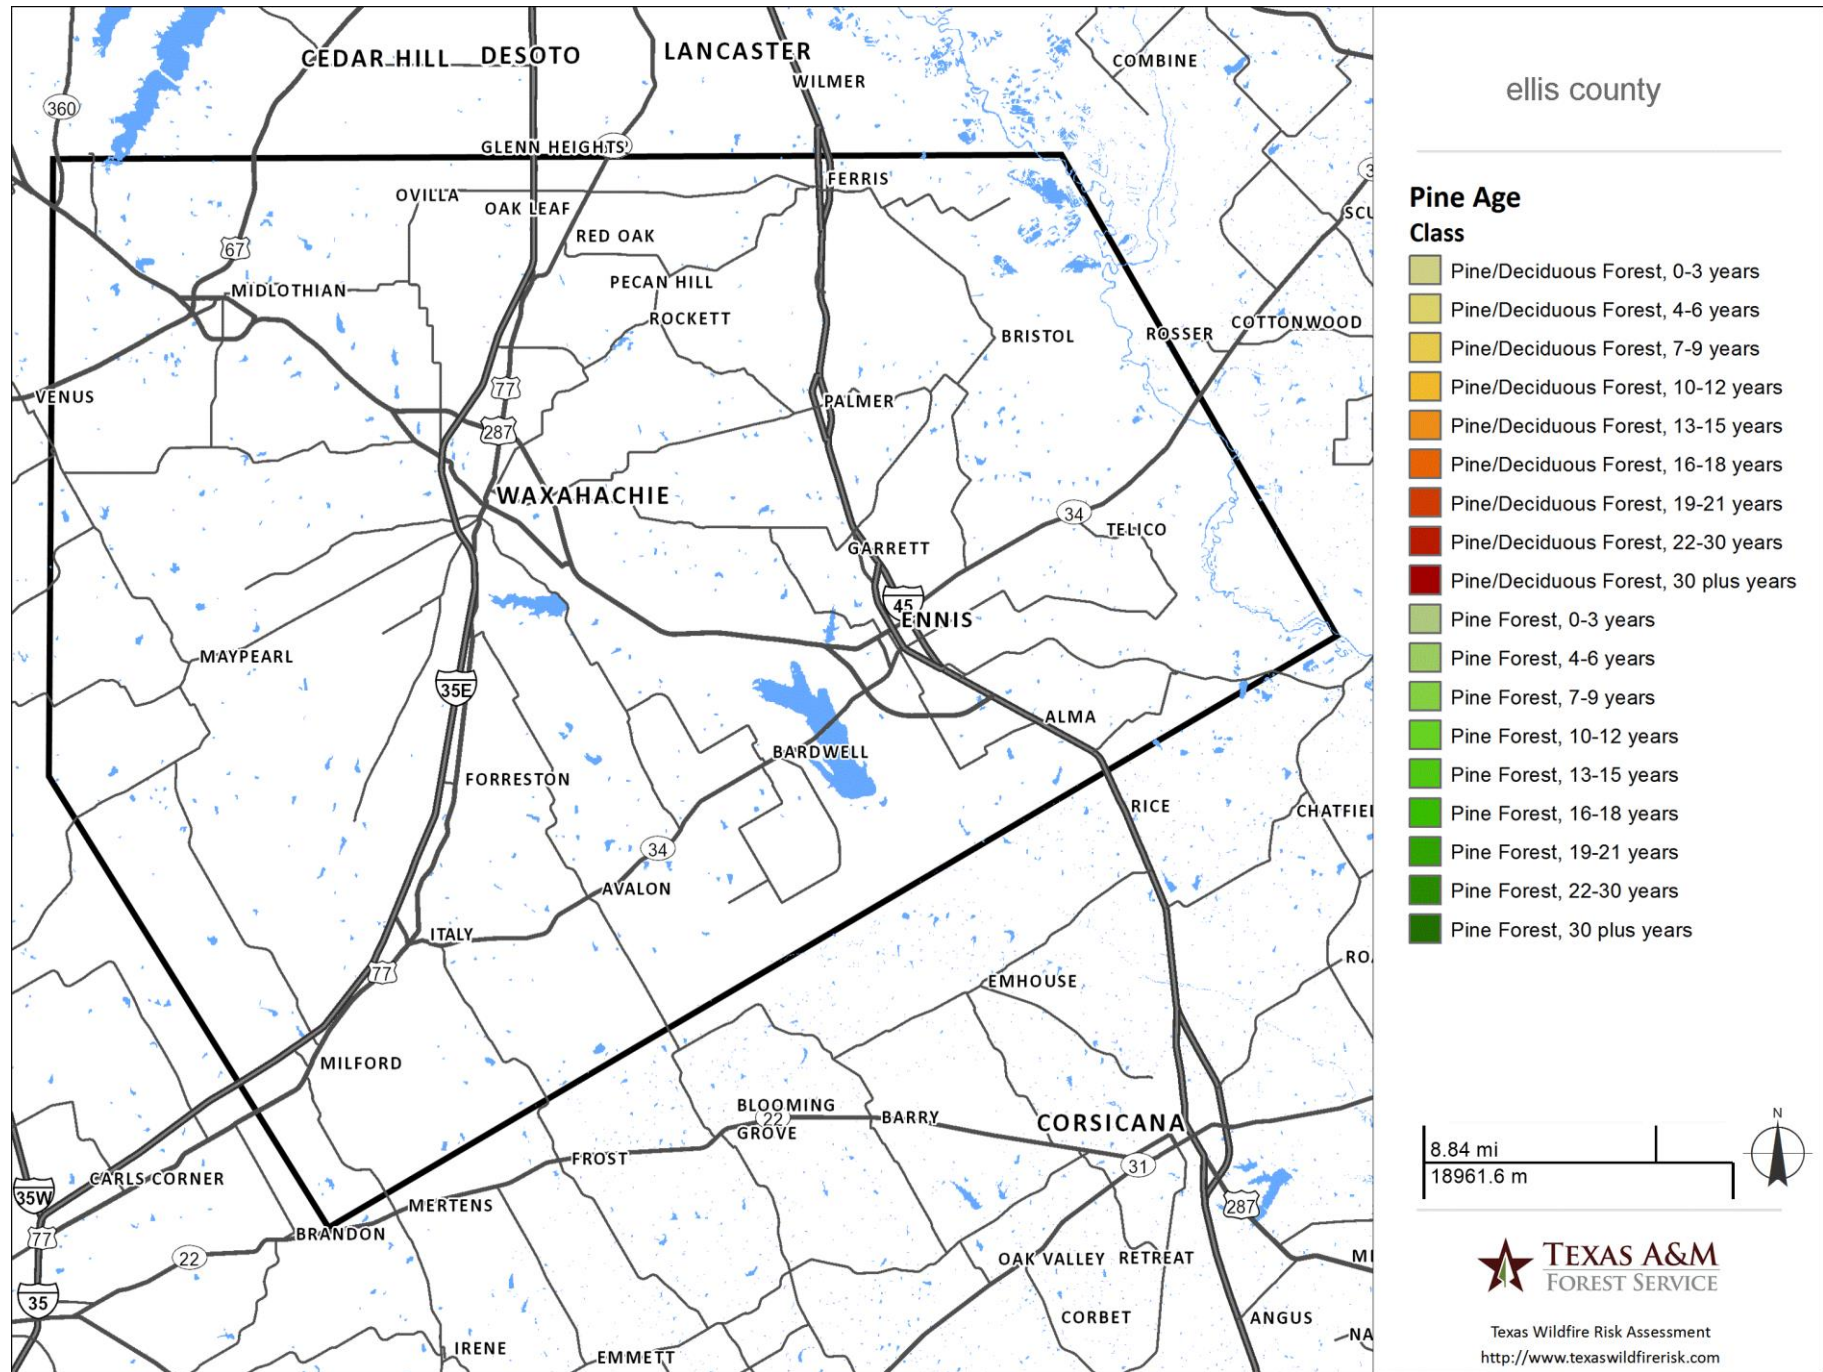 CEDAR HILL
DESOTO
LANCASTER
WILMER
COMBINE
360
GLENN HEIGHTS
FERRIS
OVILLA
OAK LEAF
RED OAK
67
PECAN HILL
MIDLOTHIAN
ROCKETT
BRISTOL
ROSSER
COTTONWOOD
VENUS
77
PALMER
287
WAXAHACHIE
34
TELICO
GARRETT
45
ENNIS
MAYPEARL
35E
ALMA
BARDWELL
FORRESTON
RICE
CHATFIEL
34
AVALON
ITALY
77
EMHOUSE
RO
MILFORD
BLOOMING
GROVE
22
BARRY
CORSICANA
FROST
31
CARLS CORNER
35W
MERTENS
287
77
BRANDON
22
OAK VALLEY
RETREAT
MI
35
CORBET
ANGUS
IRENE
EMMETT
NA
SCU
ellis county
Pine Age
Class
Pine/Deciduous Forest, 0-3 years
Pine/Deciduous Forest, 4-6 years
Pine/Deciduous Forest, 7-9 years
Pine/Deciduous Forest, 10-12 years
Pine/Deciduous Forest, 13-15 years
Pine/Deciduous Forest, 16-18 years
Pine/Deciduous Forest, 19-21 years
Pine/Deciduous Forest, 22-30 years
Pine/Deciduous Forest, 30 plus years
Pine Forest, 0-3 years
Pine Forest, 4-6 years
Pine Forest, 7-9 years
Pine Forest, 10-12 years
Pine Forest, 13-15 years
Pine Forest, 16-18 years
Pine Forest, 19-21 years
Pine Forest, 22-30 years
Pine Forest, 30 plus years
N
8.84 mi
18961.6 m
TEXAS A&M
FOREST SERVICE
Texas Wildfire Risk Assessment
http://www.texaswildfirerisk.com